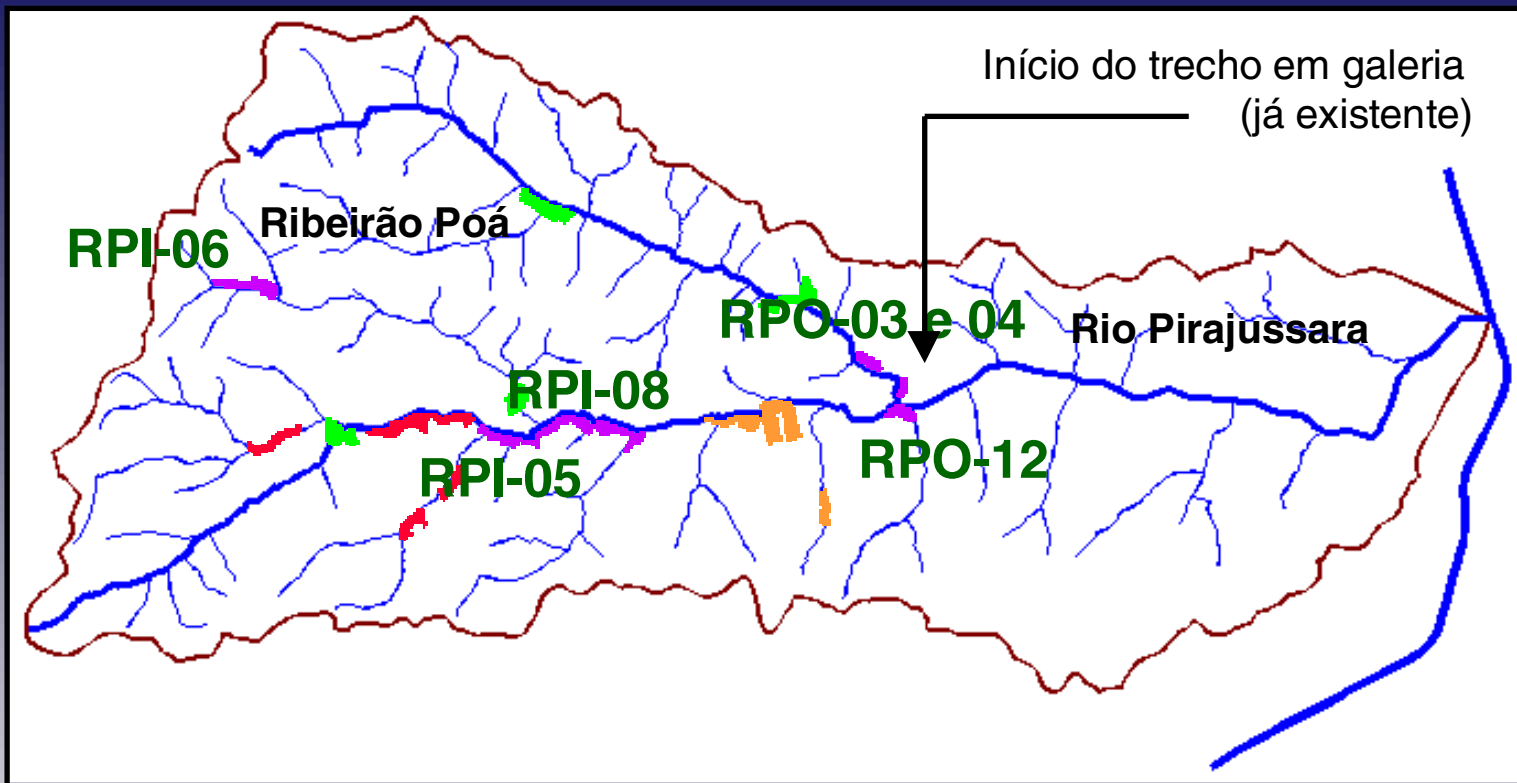 Início do trecho em galeria
(já existente)
Ribeirão Poá
RPI-06
RPO-03 e 04
Rio Pirajussara
RPI-08
RPO-12
RPI-05